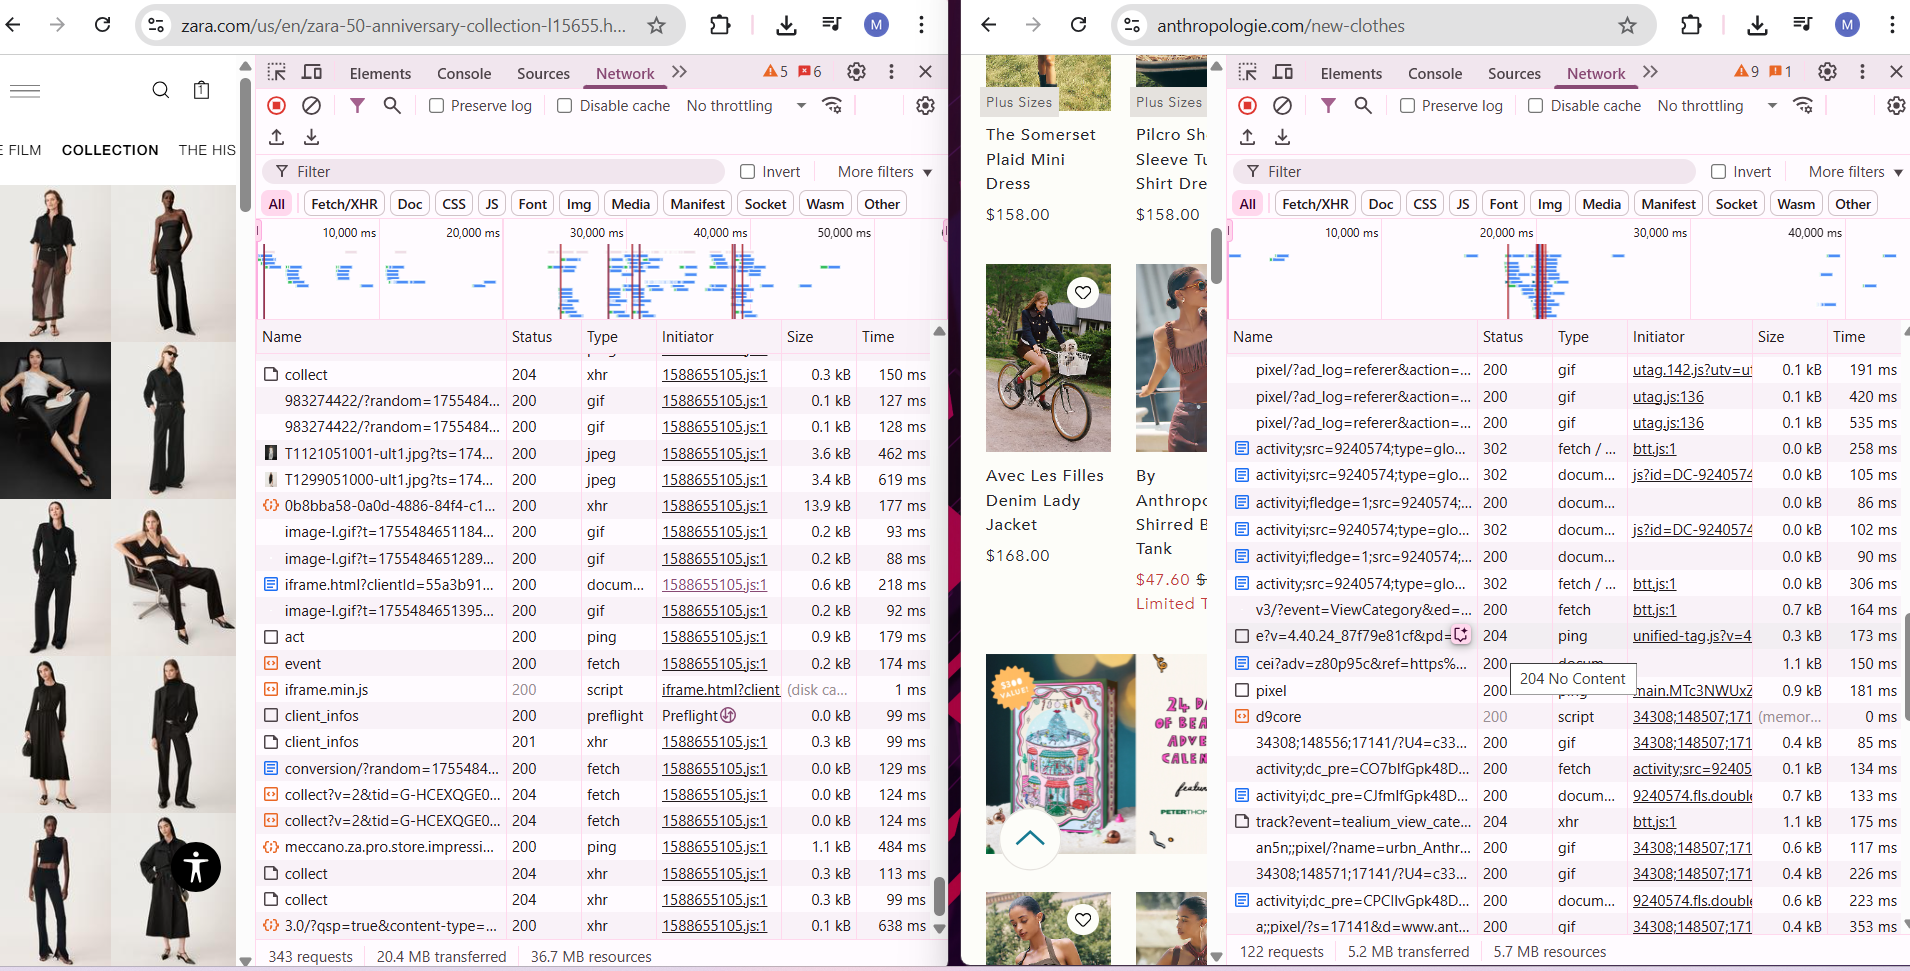 zara.com/us/en/zara-50-anniversary-collection-l15655.h...
M
1
E FILM COLLECTION THE HIS
Elements Console Sources Network 5 6
Preserve log Disable cache No throttling
Filter Invert More filters
All Fetch/XHR Doc CSS JS Font Img Media Manifest Socket Wasm Other
10,000 ms 20,000 ms 30,000 ms 40,000 ms 50,000 ms
Name Status Type Initiator Size Time
collect 204 xhr 1588655105.js:1 0.3 kB 150 ms
983274422/?random=1755484... 200 gif 1588655105.js:1 0.1 kB 127 ms
983274422/?random=1755484... 200 gif 1588655105.js:1 0.1 kB 128 ms
T1121051001-ult1.jpg?ts=174... 200 jpeg 1588655105.js:1 3.6 kB 462 ms
T1299051000-ult1.jpg?ts=174... 200 jpeg 1588655105.js:1 3.4 kB 619 ms
0b8bba58-0a0d-4886-84f4-c1... 200 xhr 1588655105.js:1 13.9 kB 177 ms
image-l.gif?t=1755484651184... 200 gif 1588655105.js:1 0.2 kB 93 ms
image-l.gif?t=1755484651289... 200 gif 1588655105.js:1 0.2 kB 88 ms
iframe.html?clientId=55a3b91... 200 docum... 1588655105.js:1 0.6 kB 218 ms
image-l.gif?t=1755484651395... 200 gif 1588655105.js:1 0.2 kB 92 ms
act 200 ping 1588655105.js:1 0.9 kB 179 ms
event 200 fetch 1588655105.js:1 0.2 kB 174 ms
iframe.min.js 200 script iframe.html?client (disk ca... 1 ms
client_infos 200 preflight Preflight 0.0 kB 99 ms
client_infos 201 xhr 1588655105.js:1 0.3 kB 99 ms
conversion/?random=1755484... 200 fetch 1588655105.js:1 0.0 kB 129 ms
collect?v=2&tid=G-HCEXQGE0... 204 fetch 1588655105.js:1 0.0 kB 124 ms
collect?v=2&tid=G-HCEXQGE0... 204 fetch 1588655105.js:1 0.0 kB 124 ms
meccano.za.pro.store.impressi... 200 ping 1588655105.js:1 1.1 kB 484 ms
collect 204 xhr 1588655105.js:1 0.3 kB 113 ms
collect 204 xhr 1588655105.js:1 0.3 kB 99 ms
3.0/?qsp=true&content-type=... 200 xhr 1588655105.js:1 0.1 kB 638 ms
343 requests 20.4 MB transferred 36.7 MB resources
anthropologie.com/new-clothes
M
Plus Sizes
The Somerset
Plaid Mini
Dress
$158.00
Plus Sizes
Pilcro Sh
Sleeve Tu
Shirt Dre
$158.00
Avec Les Filles
Denim Lady
Jacket
$168.00
By
Anthropo
Shirred B
Tank
$47.60 $
Limited T
$300
VALUE!
24 DA
OF BEA
ADVE
CALEN
featur
PETERTHOM
Elements Console Sources Network 9 1
Preserve log Disable cache No throttling
Filter Invert More filters
All Fetch/XHR Doc CSS JS Font Img Media Manifest Socket Wasm Other
10,000 ms 20,000 ms 30,000 ms 40,000 ms
Name Status Type Initiator Size Time
pixel/?ad_log=referer&action=... 200 gif utag.142.js?utv=ut 0.1 kB 191 ms
pixel/?ad_log=referer&action=... 200 gif utag.js:136 0.1 kB 420 ms
pixel/?ad_log=referer&action=... 200 gif utag.js:136 0.1 kB 535 ms
activity;src=9240574;type=glo... 302 fetch / ... btt.js:1 0.0 kB 258 ms
activityi;src=9240574;type=glo... 302 docum... js?id=DC-9240574 0.0 kB 105 ms
activityi;fledge=1;src=9240574;... 200 docum... 0.0 kB 86 ms
activityi;src=9240574;type=glo... 302 docum... js?id=DC-9240574 0.0 kB 102 ms
activityi;fledge=1;src=9240574;... 200 docum... 0.0 kB 90 ms
activity;src=9240574;type=glo... 302 fetch / ... btt.js:1 0.0 kB 306 ms
v3/?event=ViewCategory&ed=... 200 fetch btt.js:1 0.7 kB 164 ms
e?v=4.40.24_87f79e81cf&pd= 204 ping unified-tag.js?v=4 0.3 kB 173 ms
cei?adv=z80p95c&ref=https%... 200 docum... 1.1 kB 150 ms
204 No Content
pixel 200 ping main.MTc3NWUxZ 0.9 kB 181 ms
d9core 200 script 34308;148507;171 (memor... 0 ms
34308;148556;17141/?U4=c33... 200 gif 34308;148507;171 0.4 kB 85 ms
activity;dc_pre=CO7bIfGpk48D... 200 fetch activity;src=92405 0.1 kB 134 ms
activityi;dc_pre=CJfmIfGpk48D... 200 docum... 9240574.fls.double 0.7 kB 133 ms
track?event=tealium_view_cate... 204 xhr btt.js:1 1.1 kB 175 ms
an5n;;pixel/?name=urbn_Anthr... 200 gif 34308;148507;171 0.6 kB 117 ms
34308;148571;17141/?U4=c33... 200 gif 34308;148507;171 0.4 kB 226 ms
activityi;dc_pre=CPCIIvGpk48D... 200 docum... 9240574.fls.double 0.6 kB 223 ms
a;;pixel/?s=17141&d=www.ant... 200 gif 34308;148507;171 0.4 kB 353 ms
122 requests 5.2 MB transferred 5.7 MB resources